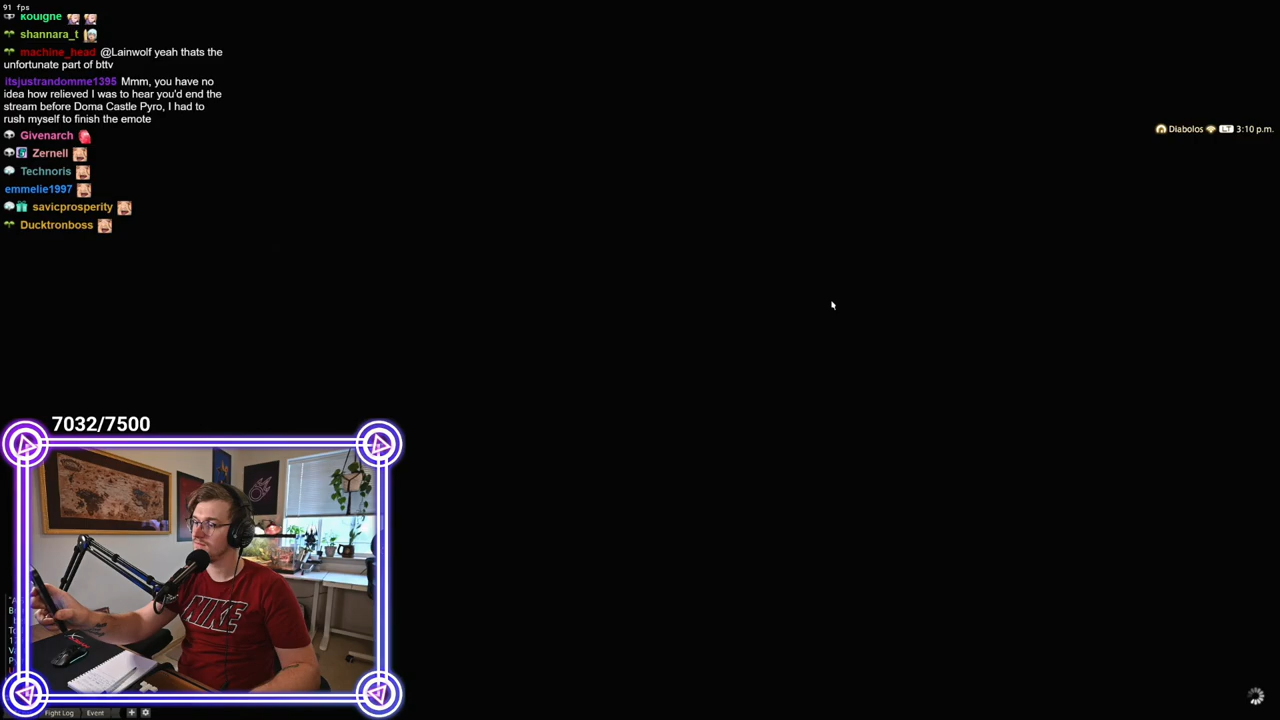 91 fps
kouigne
shannara_t
machine_head @Lainwolf yeah thats the
unfortunate part of bttv
itsjustrandomme1395 Mmm, you have no
idea how relieved I was to hear you'd end the
stream before Doma Castle Pyro, I had to
rush myself to finish the emote
Givenarch
Zernell
Technoris
emmelie1997
savicprosperity
Ducktronboss
Diabolos LT 3:10 p.m.
7032/7500
NIKE
Fight Log Event